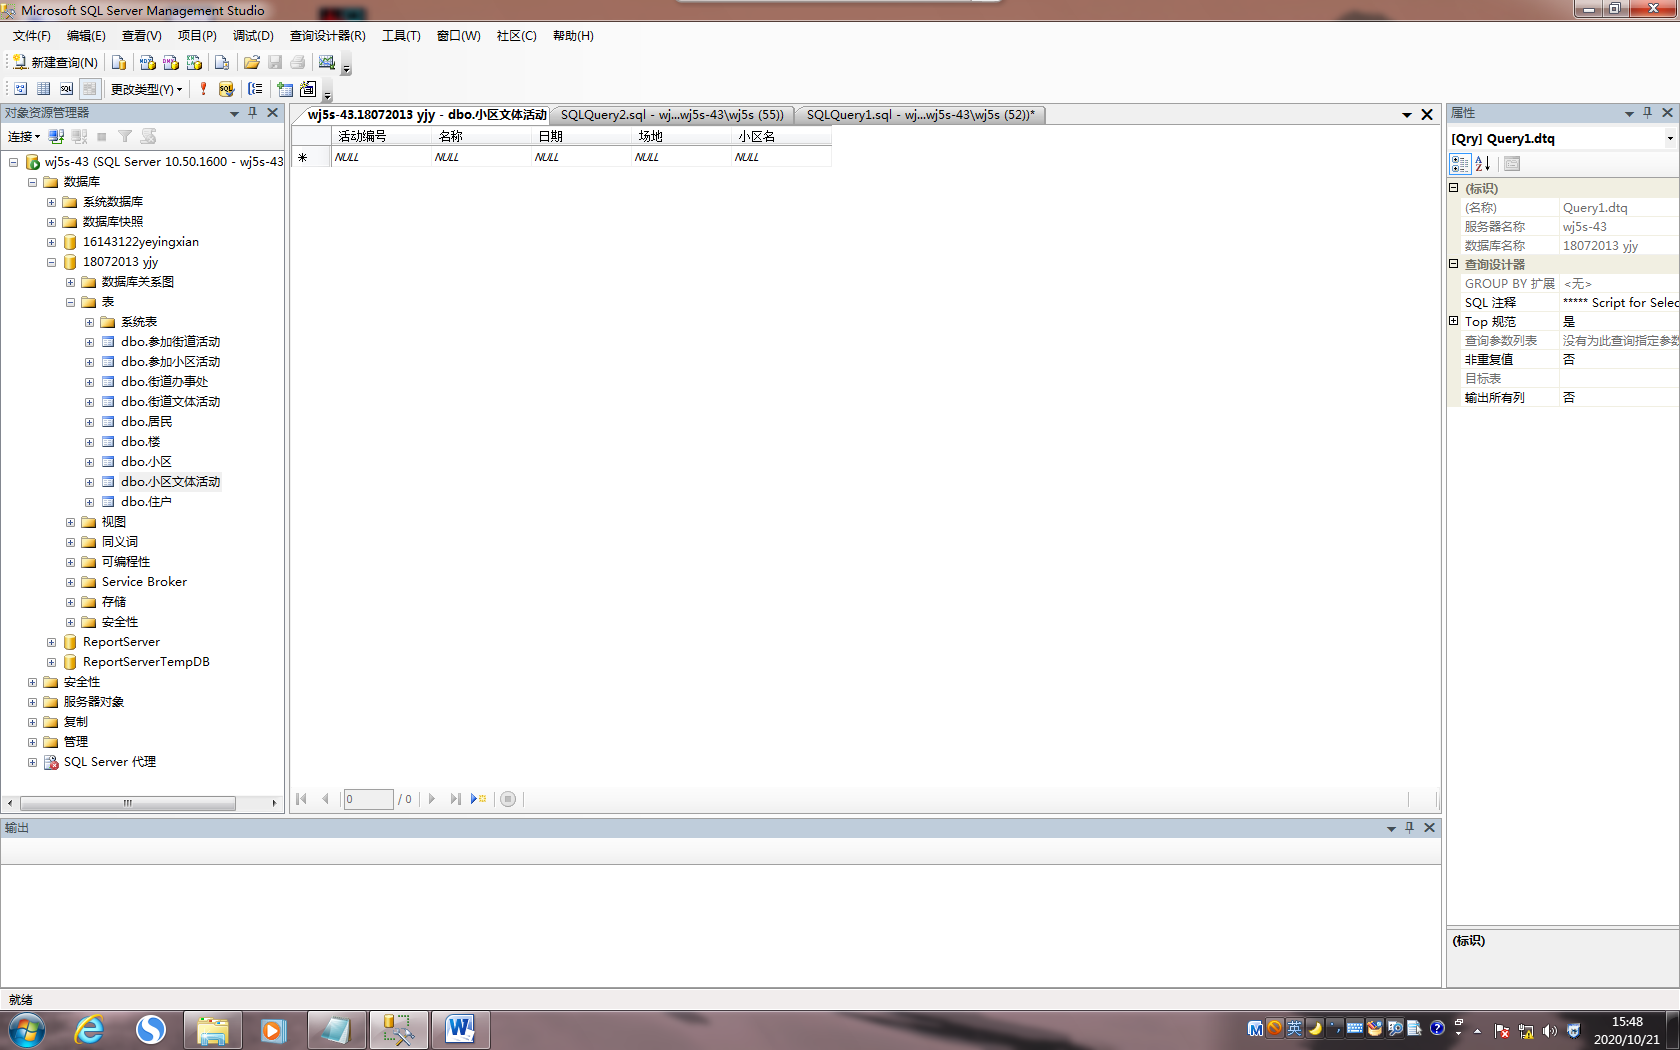 Microsoft SQL Server Management Studio
文件(F) 编辑(E) 查看(V) 项目(P) 调试(D) 查询设计器(R) 工具(T) 窗口(W) 社区(C) 帮助(H)
新建查询(N)
更改类型(Y)
对象资源管理器
连接
wj5s-43 (SQL Server 10.50.1600 - wj5s-43
数据库
系统数据库
数据库快照
16143122yeyingxian
18072013 yjy
数据库关系图
表
系统表
dbo.参加街道活动
dbo.参加小区活动
dbo.街道办事处
dbo.街道文体活动
dbo.居民
dbo.楼
dbo.小区
dbo.小区文体活动
dbo.住户
视图
同义词
可编程性
Service Broker
存储
安全性
ReportServer
ReportServerTempDB
安全性
服务器对象
复制
管理
SQL Server 代理
wj5s-43.18072013 yjy - dbo.小区文体活动 SQLQuery2.sql - wj...wj5s-43\wj5s (55)) SQLQuery1.sql - wj...wj5s-43\wj5s (52))*
活动编号 名称 日期 场地 小区名
NULL NULL NULL NULL NULL
0 / 0
属性
[Qry] Query1.dtq
(标识)
(名称) Query1.dtq
服务器名称 wj5s-43
数据库名称 18072013 yjy
查询设计器
GROUP BY 扩展 <无>
SQL 注释 ***** Script for Selec
Top 规范 是
查询参数列表 没有为此查询指定参数
非重复值 否
目标表
输出所有列 否
(标识)
输出
就绪
英
15:48
2020/10/21